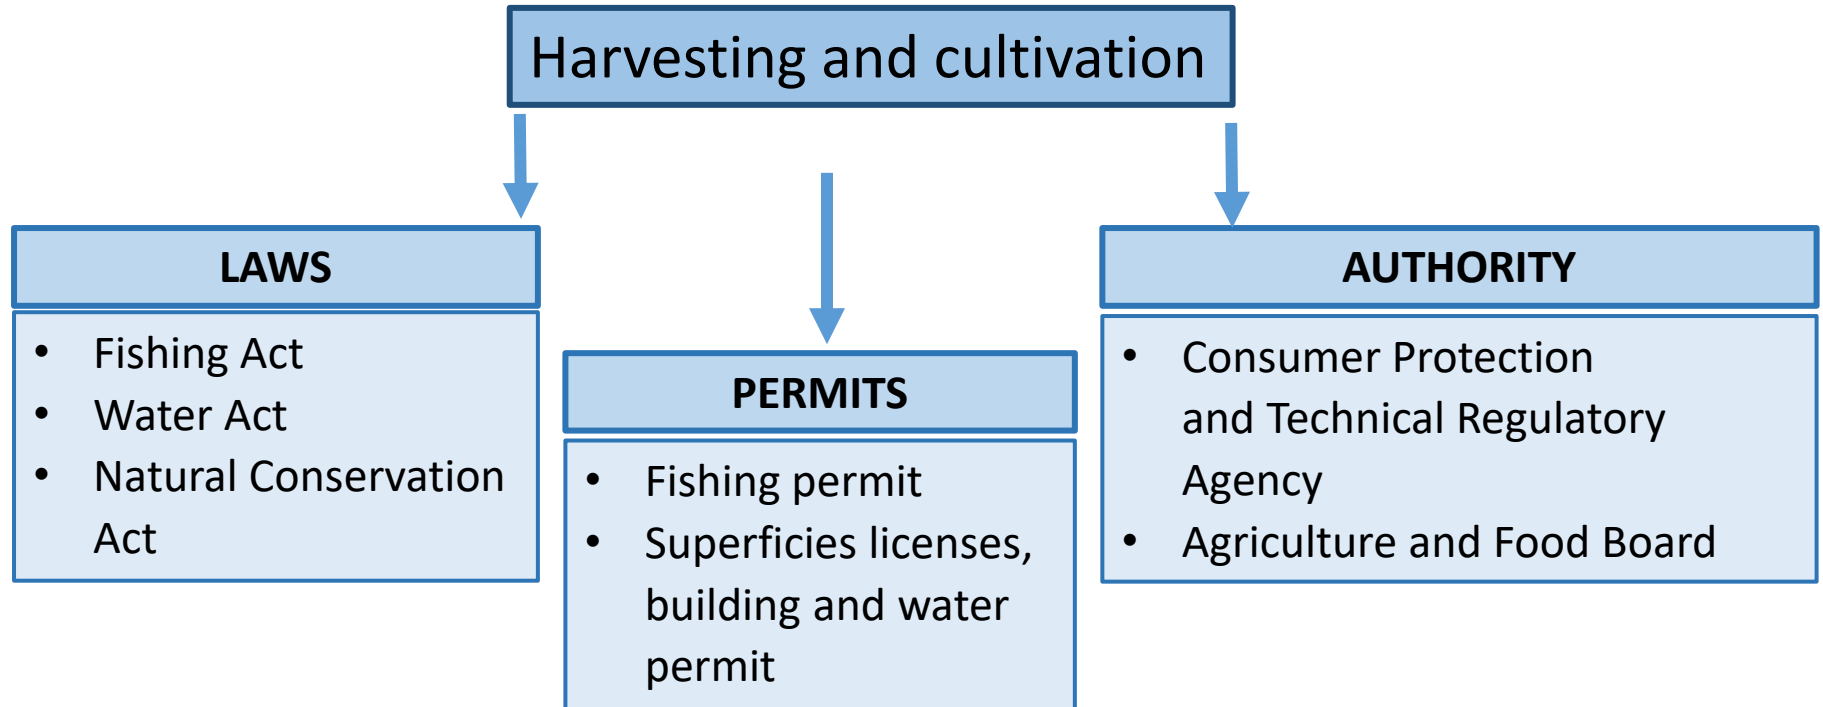 Harvesting and cultivation
LAWS
• Fishing Act
• Water Act
• Natural Conservation
Act
PERMITS
• Fishing permit
• Superficies licenses,
building and water
permit
AUTHORITY
• Consumer Protection
and Technical Regulatory
Agency
• Agriculture and Food Board